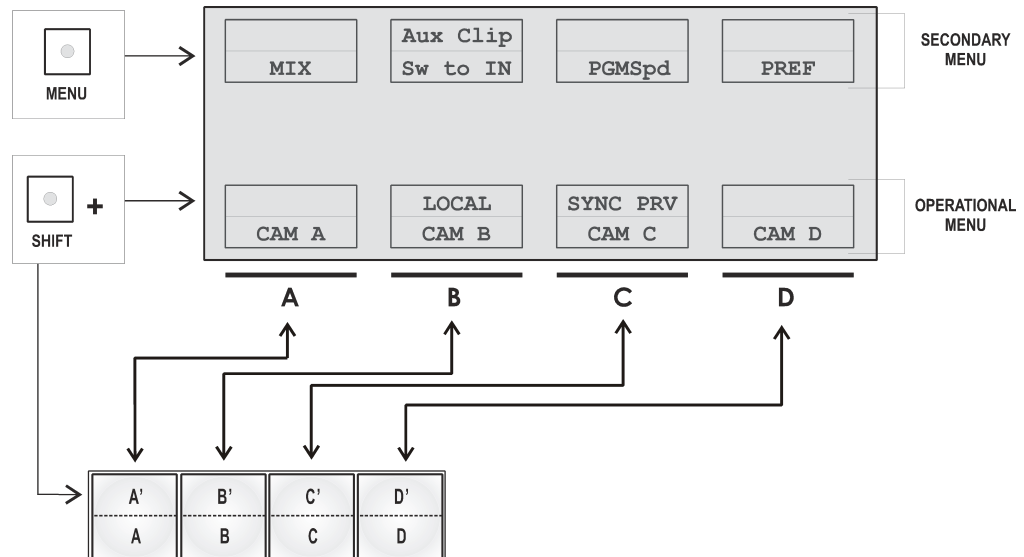 MENU
Aux Clip
MIX
Sw to IN
PGMSpd
PREF
SECONDARY
MENU
SHIFT
+
LOCAL
SYNC PRV
CAM A
CAM B
CAM C
CAM D
OPERATIONAL
MENU
A
B
C
D
A'
B'
C'
D'
A
B
C
D